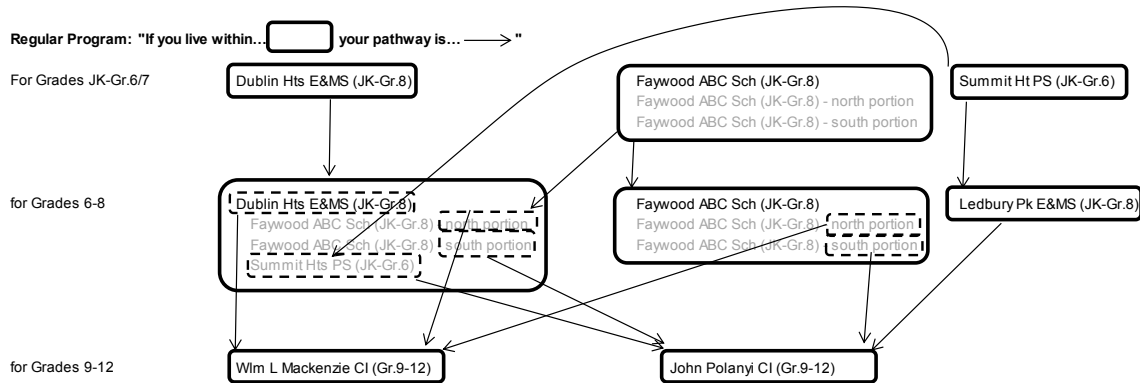 Regular Program: "If you live within... your pathway is... "
For Grades JK-Gr.6/7
Dublin Hts E&MS (JK-Gr.8)
Faywood ABC Sch (JK-Gr.8)
Faywood ABC Sch (JK-Gr.8) - north portion
Faywood ABC Sch (JK-Gr.8) - south portion
Summit Ht PS (JK-Gr.6)
for Grades 6-8
Dublin Hts E&MS (JK-Gr.8)
Faywood ABC Sch (JK-Gr.8) - north portion
Faywood ABC Sch (JK-Gr.8) - south portion
Summit Hts PS (JK-Gr.6)
Faywood ABC Sch (JK-Gr.8)
Faywood ABC Sch (JK-Gr.8) - north portion
Faywood ABC Sch (JK-Gr.8) - south portion
Ledbury Pk E&MS (JK-Gr.8)
for Grades 9-12
Wlm L Mackenzie CI (Gr.9-12)
John Polanyi CI (Gr.9-12)